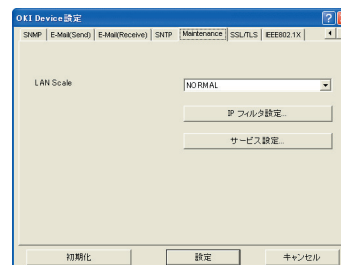 OKI Device設定
SNMP E-Mail(Send) E-Mail(Receive) SNTP Maintenance SSL/TLS IEEE802.1X
LAN Scale NORMAL
IP フィルタ設定...
サービス設定...
初期化 設定 キャンセル